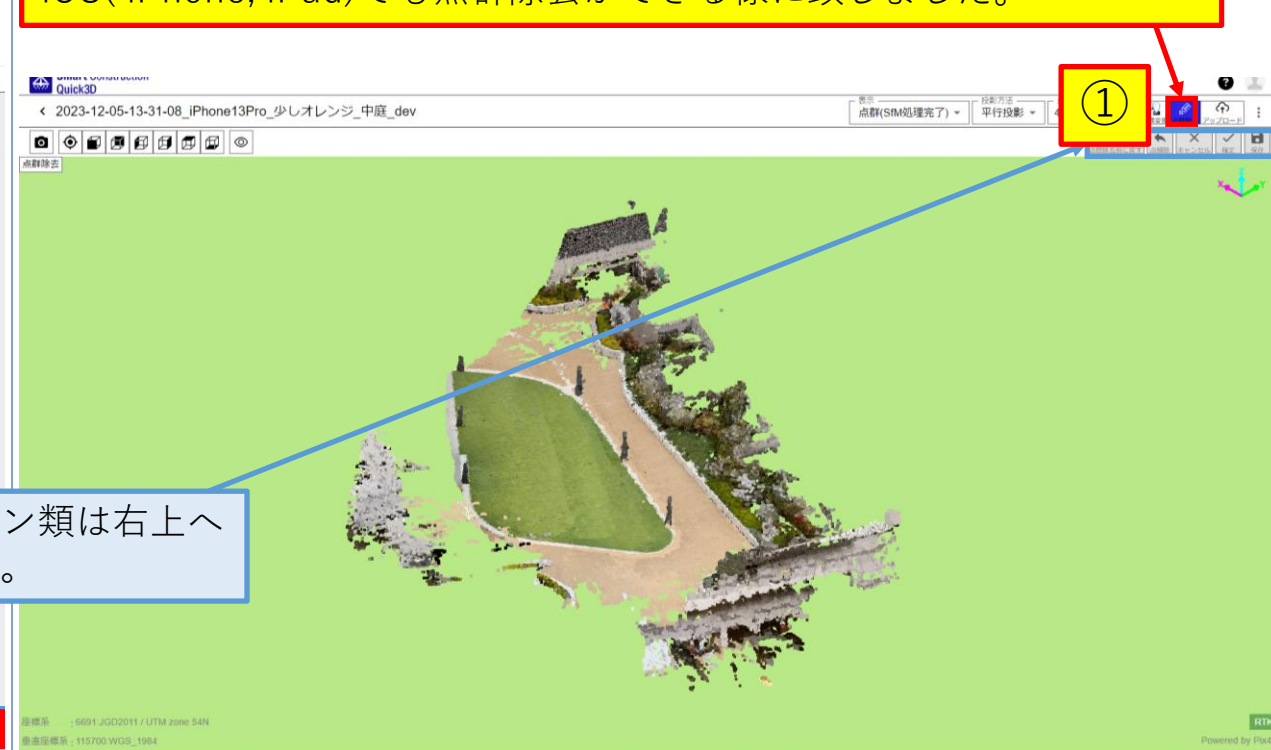 iOS(iPhone, iPad)でも点群除去ができる様に致しました。
Smart Construction
Quick3D
2023-12-05-13-31-08_iPhone13Pro_少しオレンジ_中庭_dev
表示
点群(SfM処理完了)
投影方法
平行投影
①
アップロード
キャンセル
確定
保存
点群除去
Z
X
Y
ン類は右上へ
。
座標系 : 6691:JGD2011 / UTM zone 54N
垂直座標系 : 115700:WGS_1984
RTK
Powered by Pix4